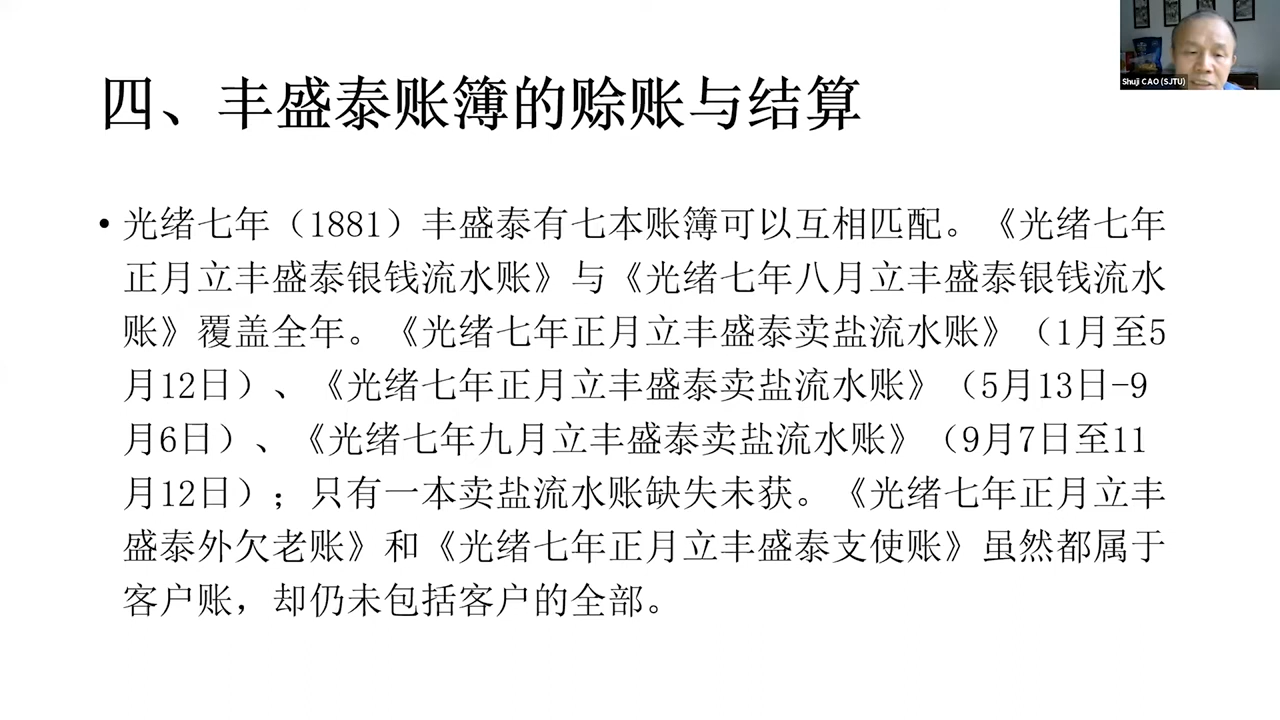 四、丰盛泰账簿的赊账与结算
• 光绪七年（1881）丰盛泰有七本账簿可以互相匹配。《光绪七年
正月立丰盛泰银钱流水账》与《光绪七年八月立丰盛泰银钱流水
账》覆盖全年。《光绪七年正月立丰盛泰卖盐流水账》（1月至5
月12日）、《光绪七年正月立丰盛泰卖盐流水账》（5月13日-9
月6日）、《光绪七年九月立丰盛泰卖盐流水账》（9月7日至11
月12日）；只有一本卖盐流水账缺失未获。《光绪七年正月立丰
盛泰外欠老账》和《光绪七年正月立丰盛泰支使账》虽然都属于
客户账，却仍未包括客户的全部。
Shuji CAO (SJTU)